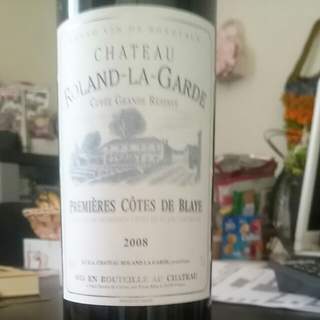 GRAND VIN DE BORDEAUX
CHATEAU
ROLAND-LA-GARDE
CUVÉE GRANDE RÉSERVE
PREMIÈRES CÔTES DE BLAYE
2008
MIS EN BOUTEILLE AU CHATEAU